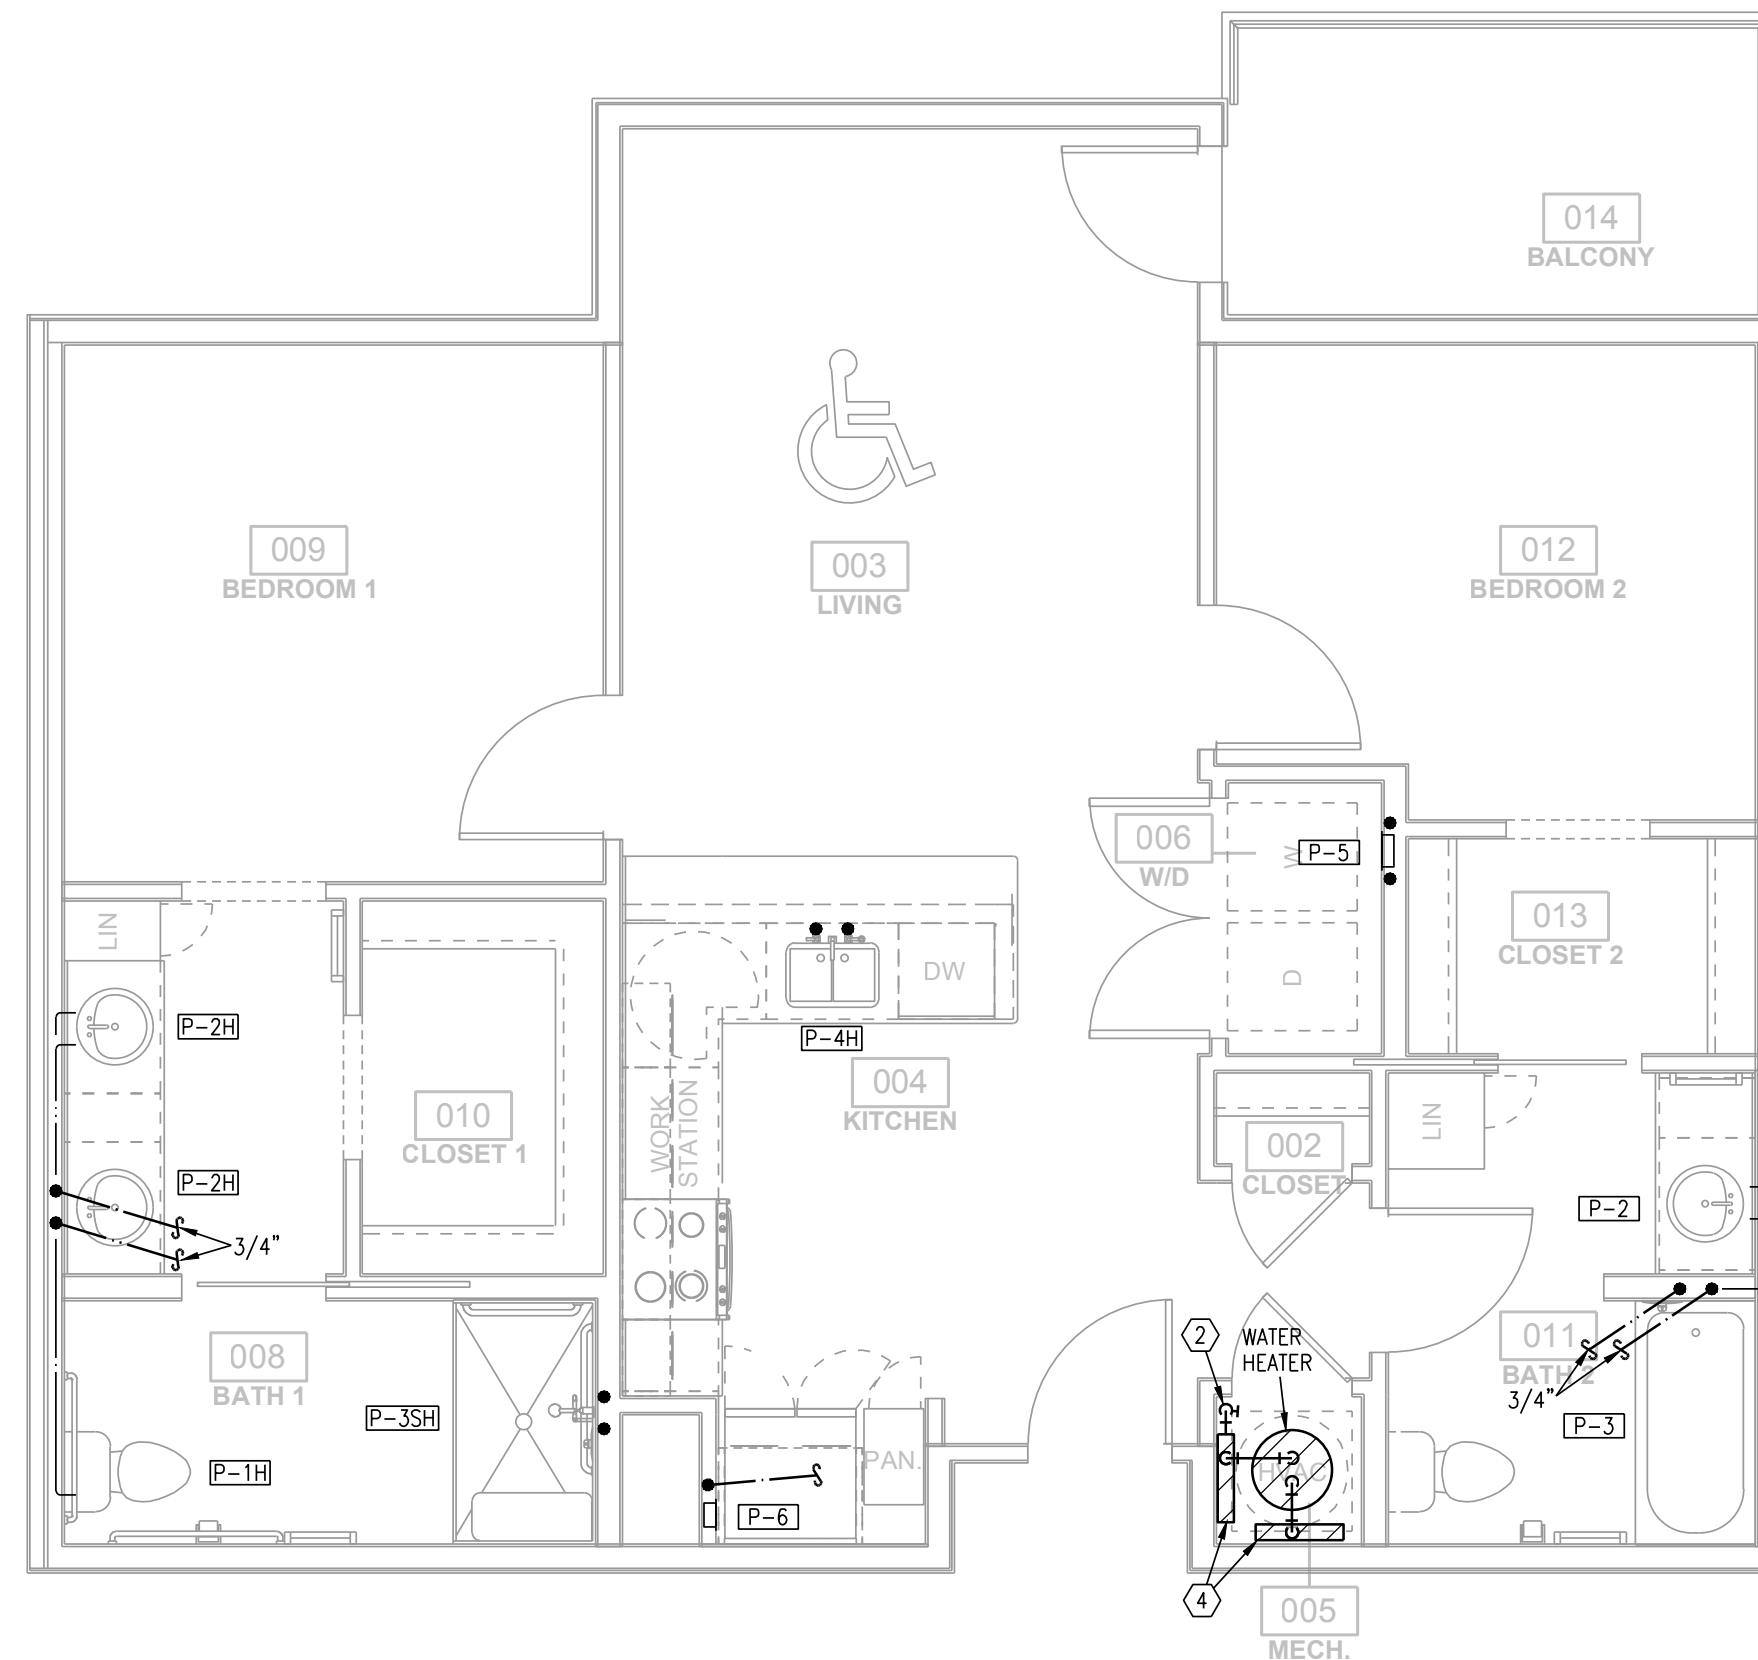 014
BALCONY
009
BEDROOM 1
003
LIVING
012
BEDROOM 2
006
W/D
W
P-5
013
CLOSET 2
LIN
DW
D
P-2H
P-4H
004
KITCHEN
010
CLOSET 1
WORK
STATION
002
CLOSET
LIN
P-2H
P-2
3/4"
2
WATER
HEATER
008
BATH 1
011
BATH 2
3/4"
P-3SH
P-3
PAN.
HVAC
P-1H
P-6
4
005
MECH.